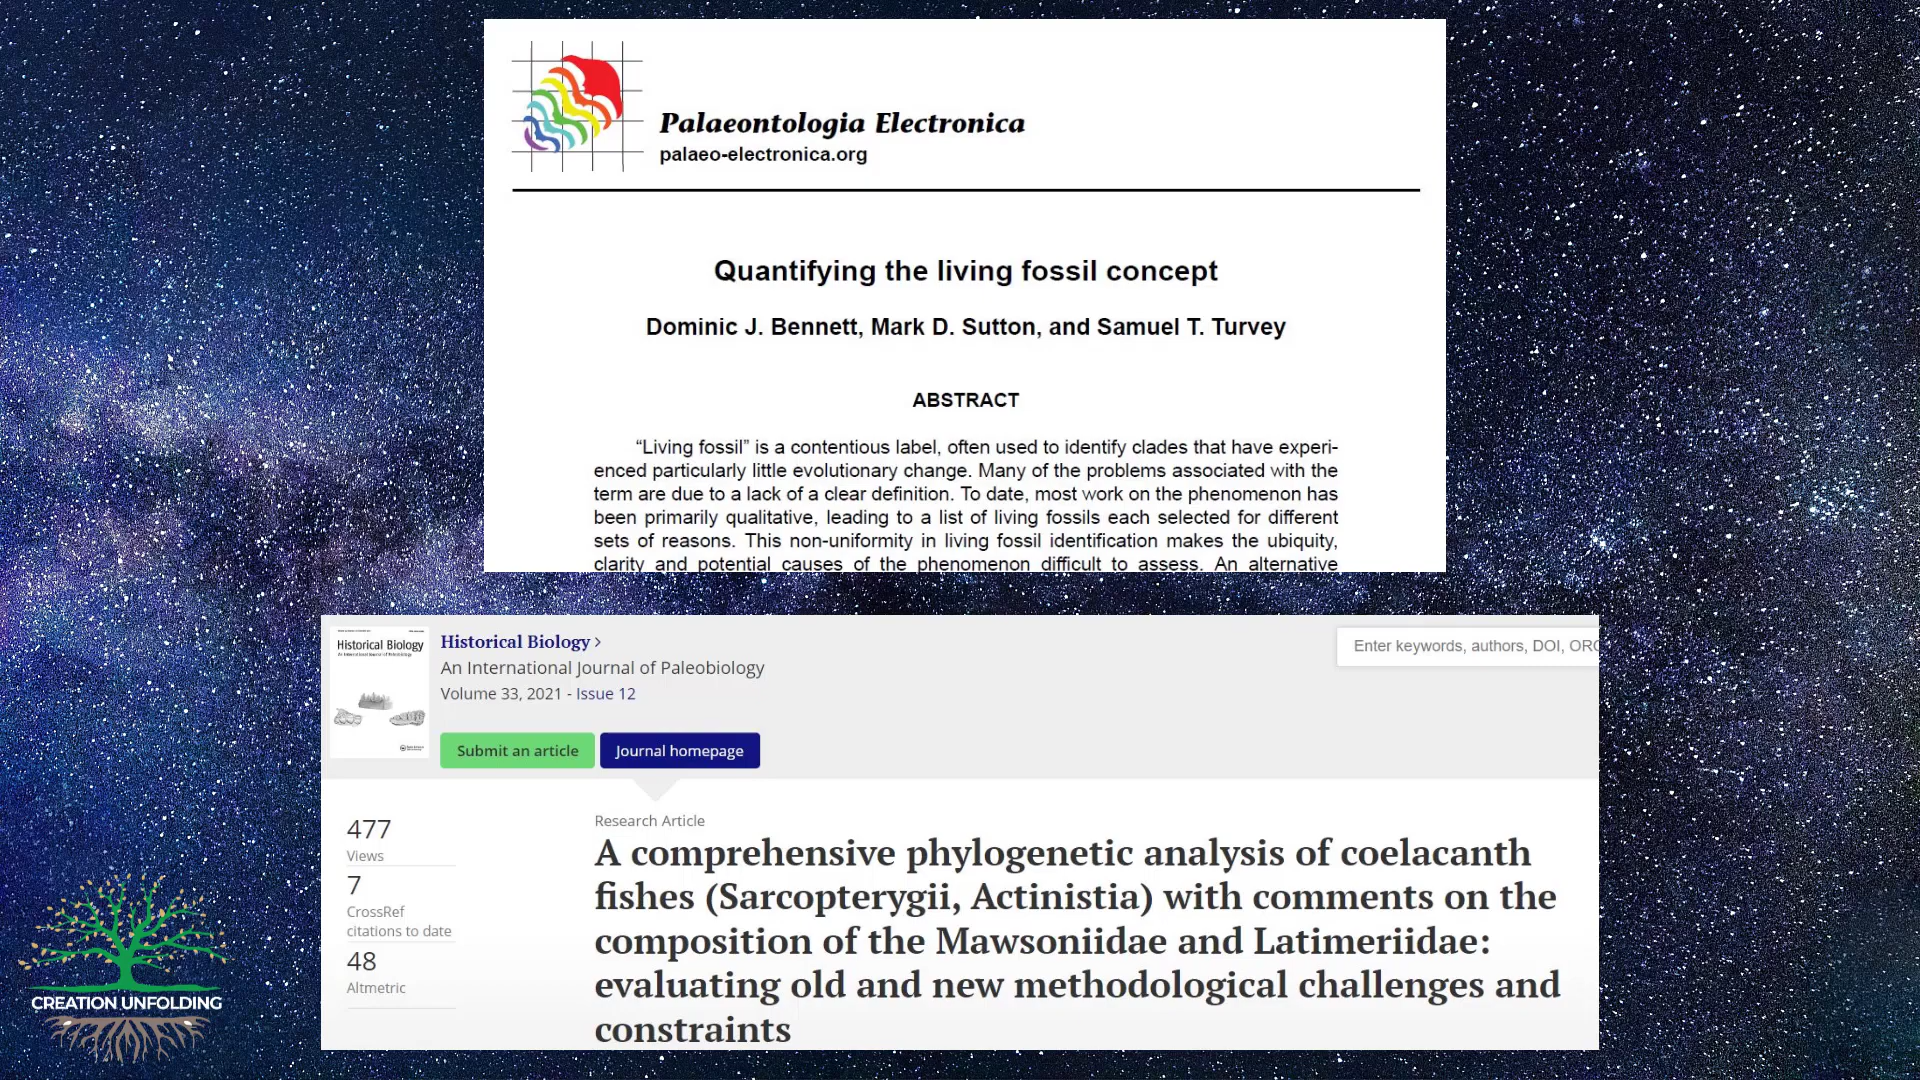 Palaeontologia Electronica
palaeo-electronica.org
Quantifying the living fossil concept
Dominic J. Bennett, Mark D. Sutton, and Samuel T. Turvey
ABSTRACT
“Living fossil” is a contentious label, often used to identify clades that have experi-
enced particularly little evolutionary change. Many of the problems associated with the
term are due to a lack of a clear definition. To date, most work on the phenomenon has
been primarily qualitative, leading to a list of living fossils each selected for different
sets of reasons. This non-uniformity in living fossil identification makes the ubiquity,
clarity and potential causes of the phenomenon difficult to assess. An alternative
Historical Biology
Historical Biology >
An International Journal of Paleobiology
Volume 33, 2021 - Issue 12
Enter keywords, authors, DOI, ORC
Submit an article
Journal homepage
477
Views
7
CrossRef
citations to date
48
Altmetric
Research Article
A comprehensive phylogenetic analysis of coelacanth
fishes (Sarcopterygii, Actinistia) with comments on the
composition of the Mawsoniidae and Latimeriidae:
evaluating old and new methodological challenges and
constraints
CREATION UNFOLDING